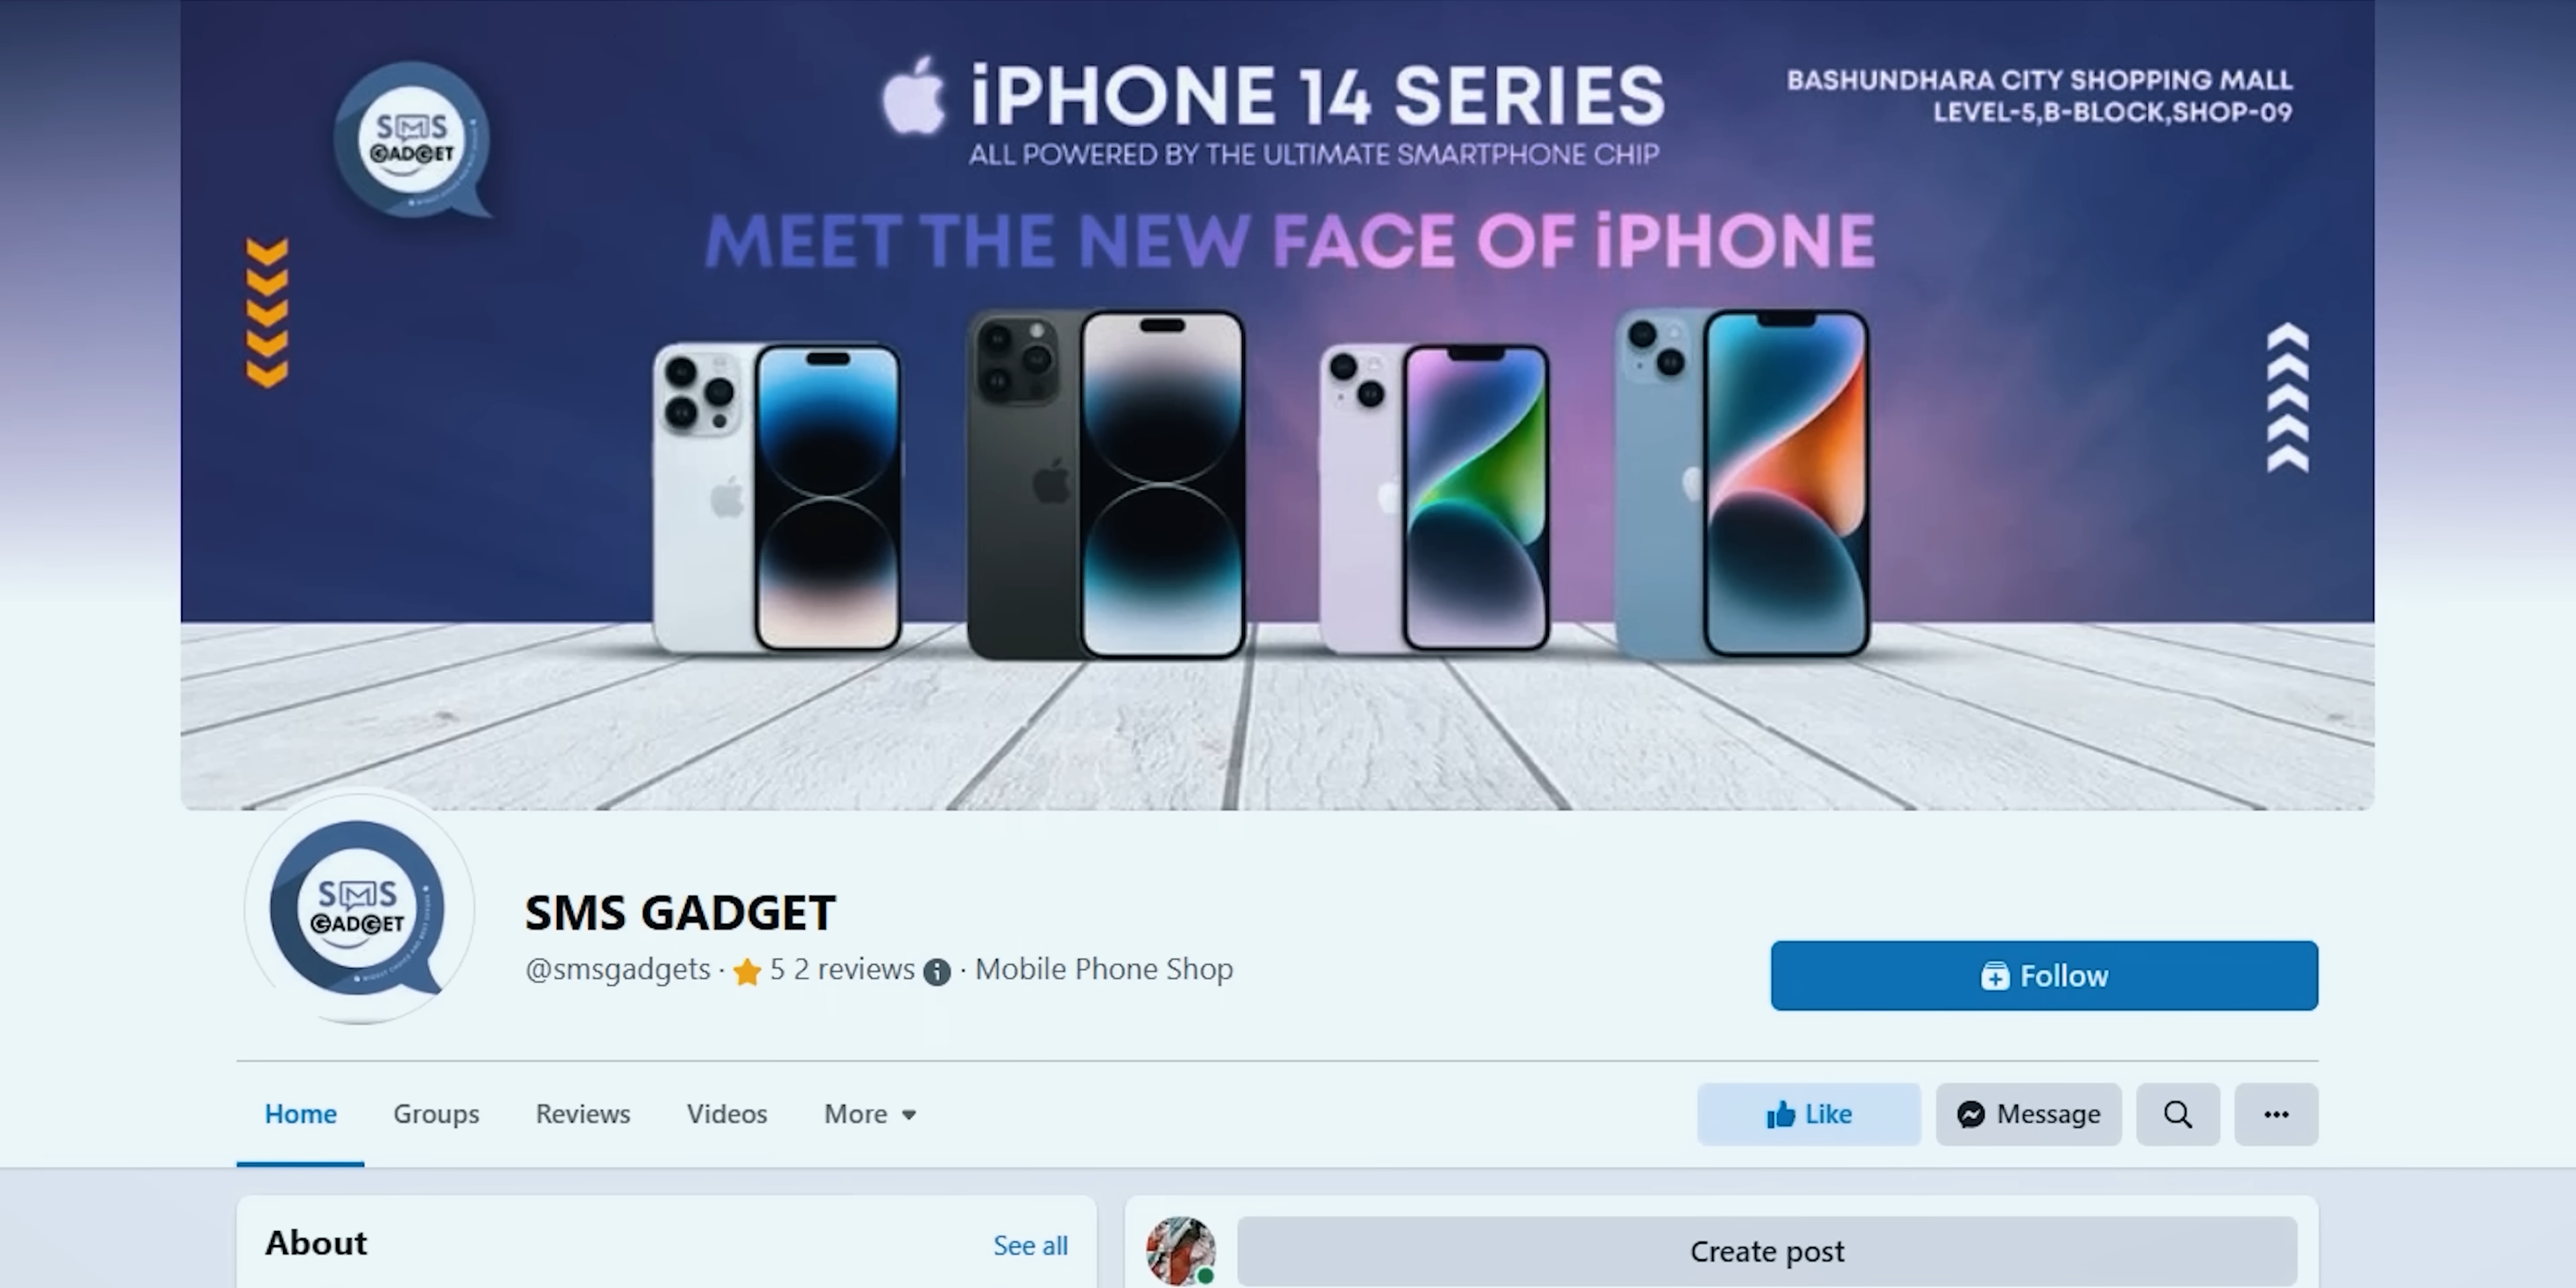 SMS
GADGET
iPHONE 14 SERIES
ALL POWERED BY THE ULTIMATE SMARTPHONE CHIP
BASHUNDHARA CITY SHOPPING MALL
LEVEL-5,B-BLOCK,SHOP-09
MEET THE NEW FACE OF iPHONE
SMS
GADGET
SMS GADGET
@smsgadgets · 5 2 reviews · Mobile Phone Shop
Follow
Home Groups Reviews Videos More
Like Message
About
See all
Create post